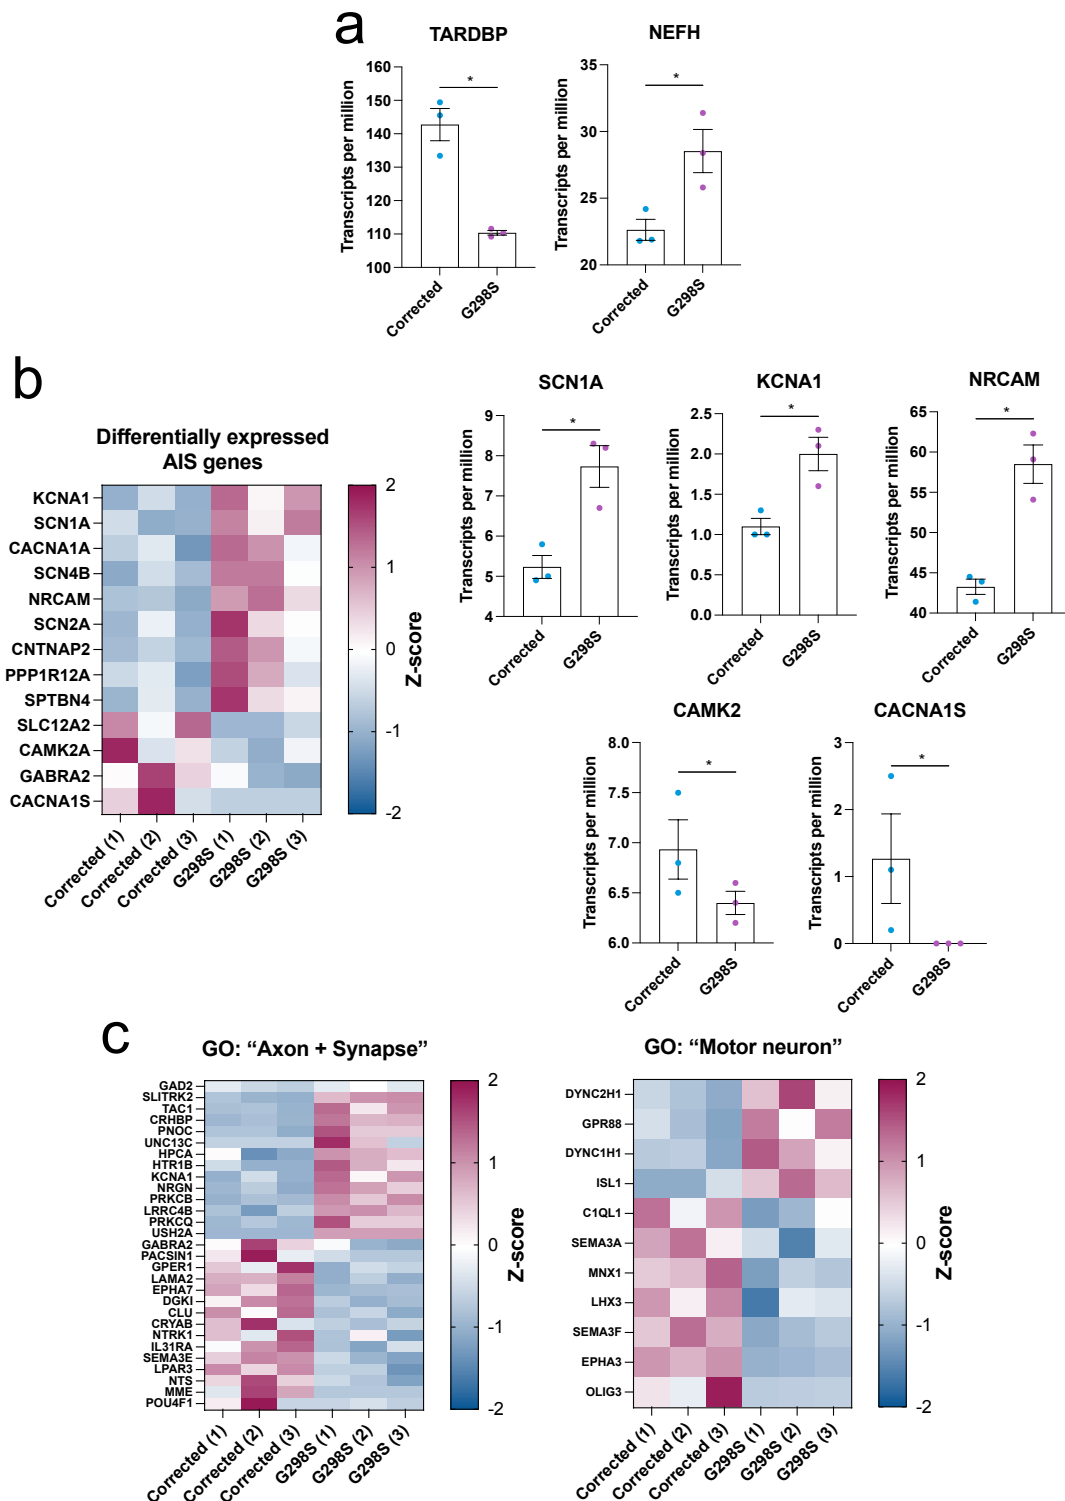 a
TARDBP
NEFH
Transcripts per million
160
150
140
130
120
110
100
*
Corrected
G298S
Transcripts per million
35
30
25
20
*
Corrected
G298S
b
Differentially expressed
AIS genes
KCNA1
SCN1A
CACNA1A
SCN4B
NRCAM
SCN2A
CNTNAP2
PPP1R12A
SPTBN4
SLC12A2
CAMK2A
GABRA2
CACNA1S
Corrected (1)
Corrected (2)
Corrected (3)
G298S (1)
G298S (2)
G298S (3)
2
1
0
-1
-2
Z-score
SCN1A
Transcripts per million
9
8
7
6
5
4
*
Corrected
G298S
KCNA1
Transcripts per million
2.5
2.0
1.5
1.0
0.5
0.0
*
Corrected
G298S
NRCAM
Transcripts per million
65
60
55
50
45
40
*
Corrected
G298S
CAMK2
Transcripts per million
8.0
7.5
7.0
6.5
6.0
*
Corrected
G298S
CACNA1S
Transcripts per million
3
2
1
0
*
Corrected
G298S
c
GO: “Axon + Synapse”
GAD2
SLITRK2
TAC1
CRHBP
PNOC
UNC13C
HPCA
HTR1B
KCNA1
NRGN
PRKCB
LRRC4B
PRKCQ
USH2A
GABRA2
PACSIN1
GPER1
LAMA2
EPHA7
DGKI
CLU
CRYAB
NTRK1
IL31RA
SEMA3E
LPAR3
NTS
MME
POU4F1
Corrected (1)
Corrected (2)
Corrected (3)
G298S (1)
G298S (2)
G298S (3)
2
1
0
-1
-2
Z-score
GO: “Motor neuron”
DYNC2H1
GPR88
DYNC1H1
ISL1
C1QL1
SEMA3A
MNX1
LHX3
SEMA3F
EPHA3
OLIG3
Corrected (1)
Corrected (2)
Corrected (3)
G298S (1)
G298S (2)
G298S (3)
2
1
0
-1
-2
Z-score